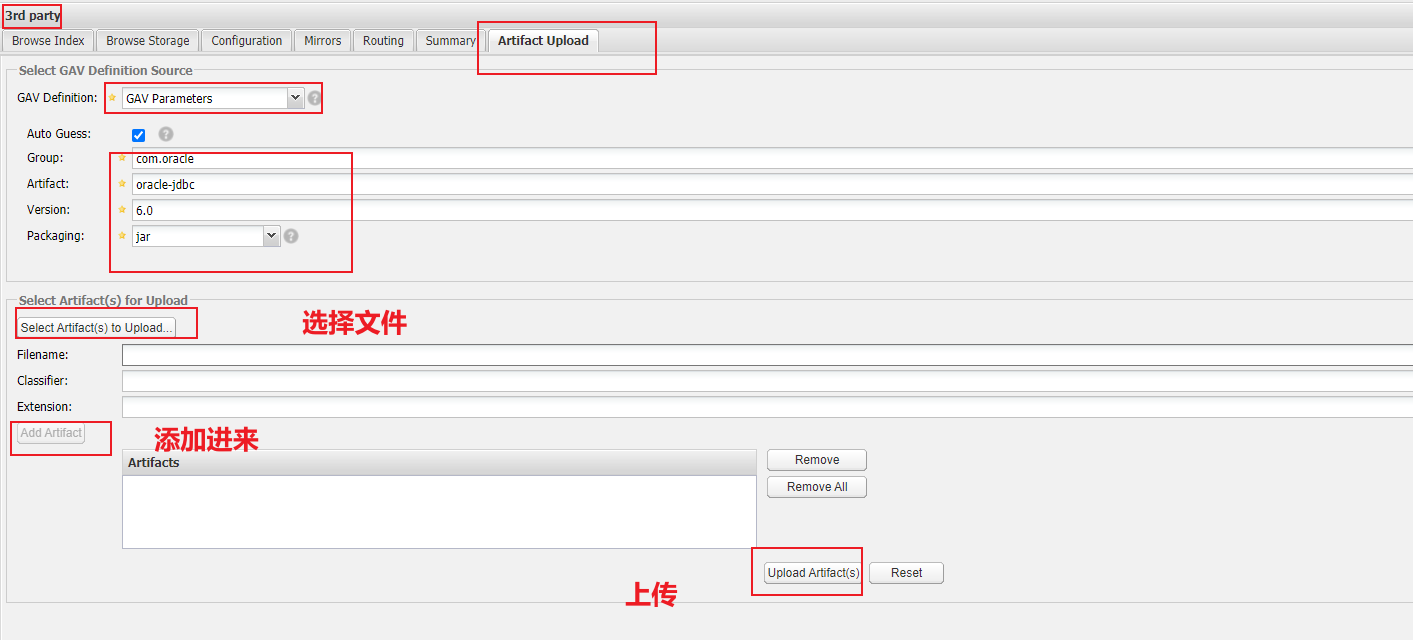 3rd party
Browse Index Browse Storage Configuration Mirrors Routing Summary Artifact Upload
Select GAV Definition Source
GAV Definition: GAV Parameters ?
Auto Guess: ?
Group: com.oracle
Artifact: oracle-jdbc
Version: 6.0
Packaging: jar ?
Select Artifact(s) for Upload
Select Artifact(s) to Upload... 选择文件
Filename:
Classifier:
Extension:
Add Artifact 添加进来
Artifacts Remove
Remove All
Upload Artifact(s) Reset
上传